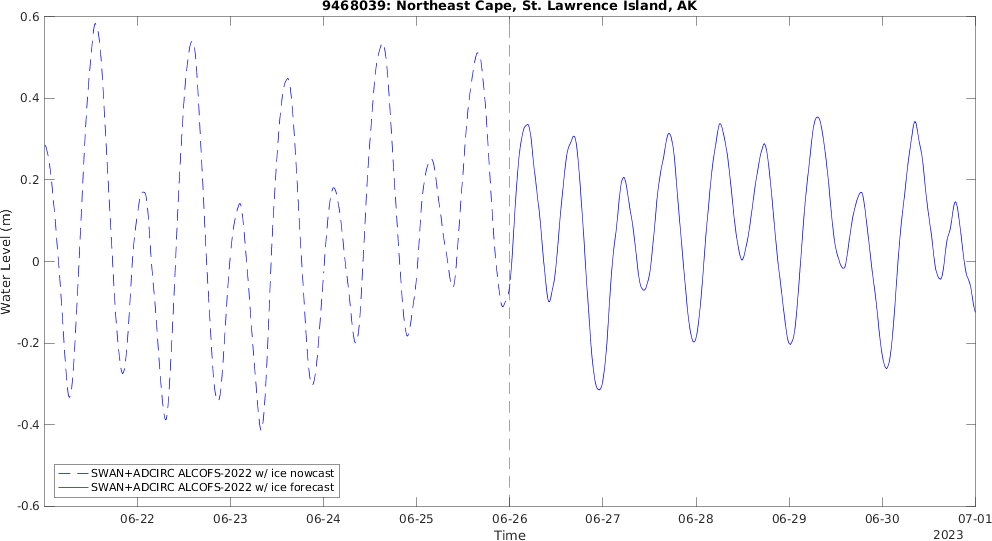 9468039: Northeast Cape, St. Lawrence Island, AK
0.6
0.4
0.2
0
-0.2
-0.4
-0.6
Water Level (m)
SWAN+ADCIRC ALCOFS-2022 w/ ice nowcast
SWAN+ADCIRC ALCOFS-2022 w/ ice forecast
06-22 06-23 06-24 06-25 06-26 06-27 06-28 06-29 06-30 07-01
Time
2023